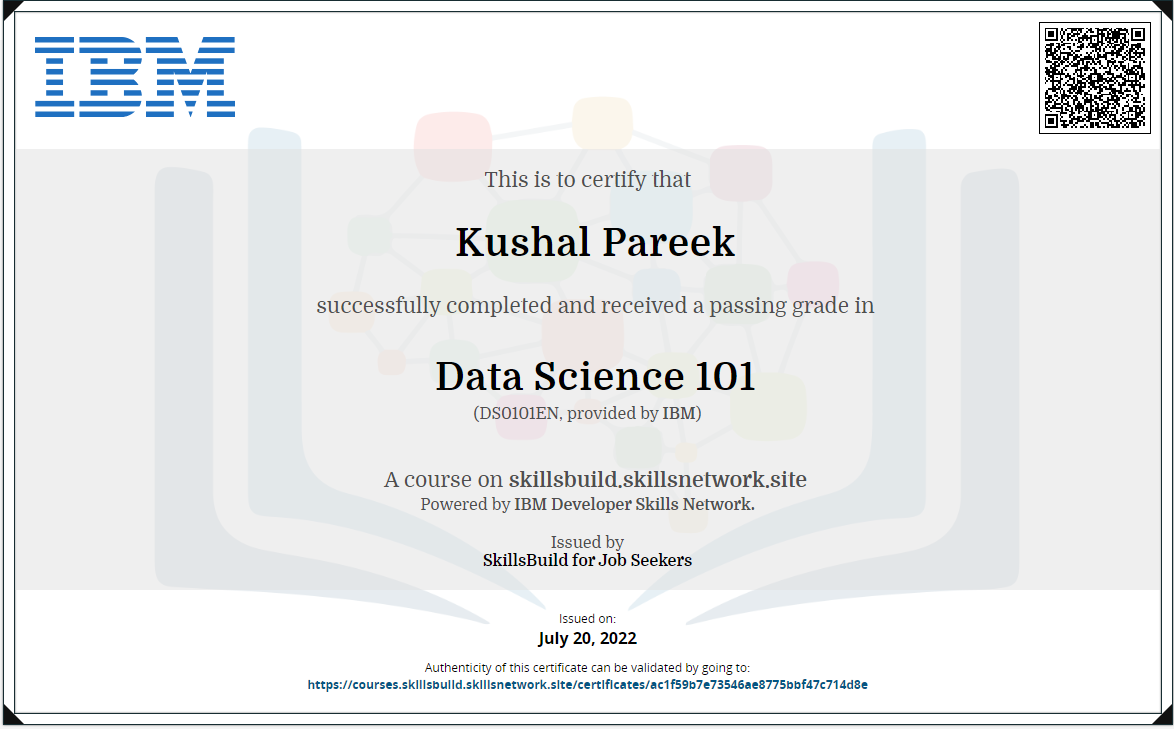 IBM
This is to certify that
Kushal Pareek
successfully completed and received a passing grade in
Data Science 101
(DS0101EN, provided by IBM)
A course on skillsbuild.skillsnetwork.site
Powered by IBM Developer Skills Network.
Issued by
SkillsBuild for Job Seekers
Issued on:
July 20, 2022
Authenticity of this certificate can be validated by going to:
https://courses.skillsbuild.skillsnetwork.site/certificates/ac1f59b7e73546ae8775bbf47c714d8e